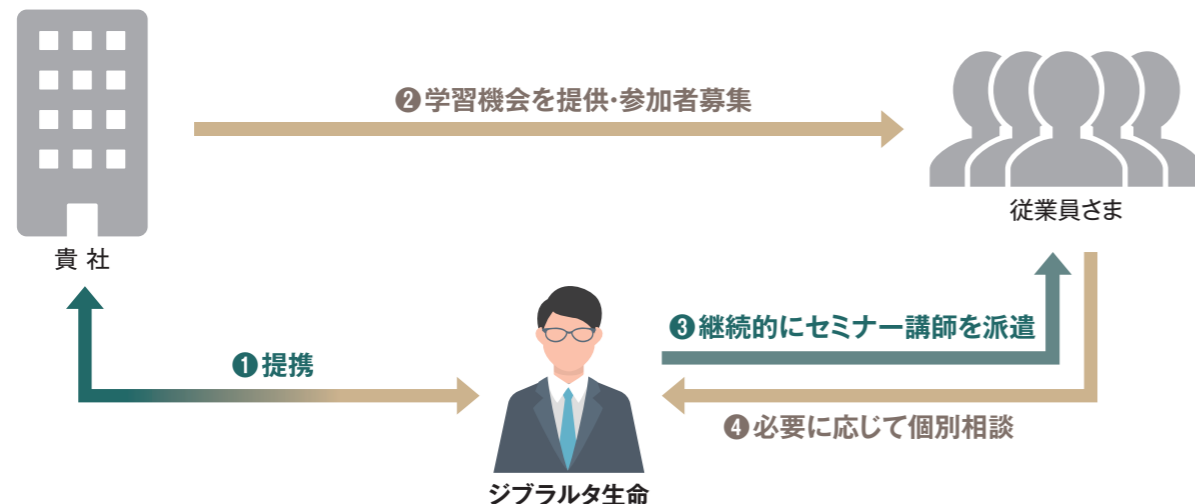 ❷学習機会を提供・参加者募集
従業員さま
貴 社
❸継続的にセミナー講師を派遣
❶提携
❹必要に応じて個別相談
ジブラルタ生命